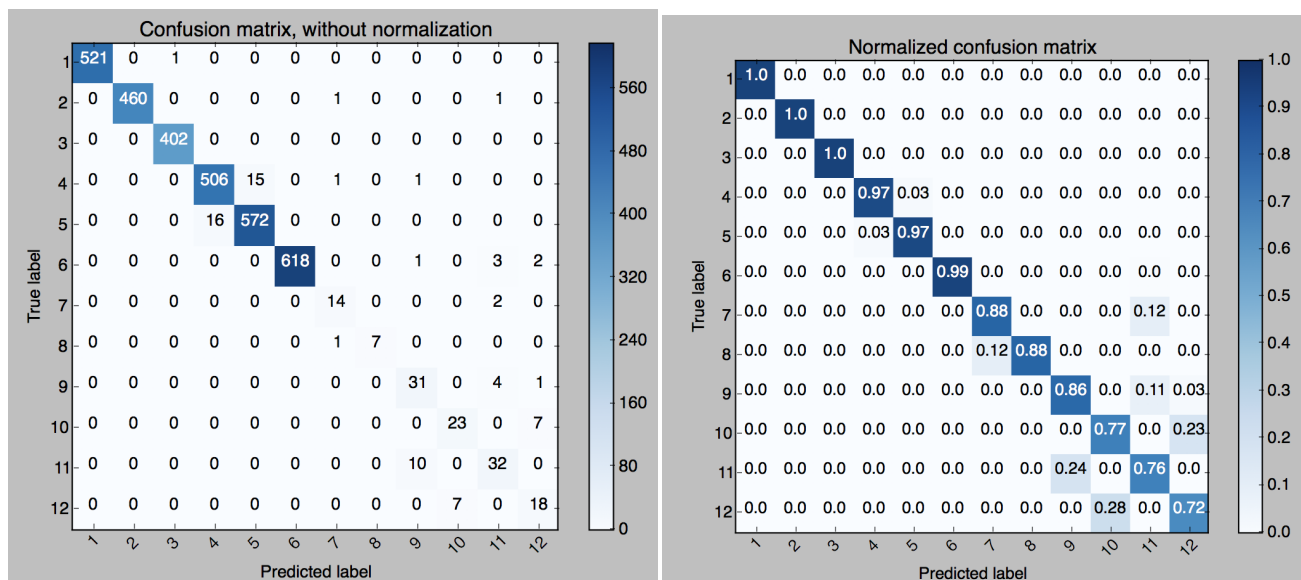 Confusion matrix, without normalization
1 521 0 1 0 0 0 0 0 0 0 0 0
2 0 460 0 0 0 0 1 0 0 0 1 0
3 0 0 402 0 0 0 0 0 0 0 0 0
4 0 0 0 506 15 0 1 0 1 0 0 0
5 0 0 0 16 572 0 0 0 0 0 0 0
6 0 0 0 0 0 618 0 0 1 0 3 2
7 0 0 0 0 0 0 14 0 0 0 2 0
8 0 0 0 0 0 0 1 7 0 0 0 0
9 0 0 0 0 0 0 0 0 31 0 4 1
10 0 0 0 0 0 0 0 0 0 23 0 7
11 0 0 0 0 0 0 0 0 10 0 32 0
12 0 0 0 0 0 0 0 0 0 7 0 18
1 2 3 4 5 6 7 8 9 10 11 12
True label
Predicted label
560
480
400
320
240
160
80
0
Normalized confusion matrix
1 1.0 0.0 0.0 0.0 0.0 0.0 0.0 0.0 0.0 0.0 0.0 0.0
2 0.0 1.0 0.0 0.0 0.0 0.0 0.0 0.0 0.0 0.0 0.0 0.0
3 0.0 0.0 1.0 0.0 0.0 0.0 0.0 0.0 0.0 0.0 0.0 0.0
4 0.0 0.0 0.0 0.97 0.03 0.0 0.0 0.0 0.0 0.0 0.0 0.0
5 0.0 0.0 0.0 0.03 0.97 0.0 0.0 0.0 0.0 0.0 0.0 0.0
6 0.0 0.0 0.0 0.0 0.0 0.99 0.0 0.0 0.0 0.0 0.0 0.0
7 0.0 0.0 0.0 0.0 0.0 0.0 0.88 0.0 0.0 0.0 0.12 0.0
8 0.0 0.0 0.0 0.0 0.0 0.0 0.12 0.88 0.0 0.0 0.0 0.0
9 0.0 0.0 0.0 0.0 0.0 0.0 0.0 0.0 0.86 0.0 0.11 0.03
10 0.0 0.0 0.0 0.0 0.0 0.0 0.0 0.0 0.0 0.77 0.0 0.23
11 0.0 0.0 0.0 0.0 0.0 0.0 0.0 0.0 0.24 0.0 0.76 0.0
12 0.0 0.0 0.0 0.0 0.0 0.0 0.0 0.0 0.0 0.28 0.0 0.72
1 2 3 4 5 6 7 8 9 10 11 12
True label
Predicted label
1.0
0.9
0.8
0.7
0.6
0.5
0.4
0.3
0.2
0.1
0.0